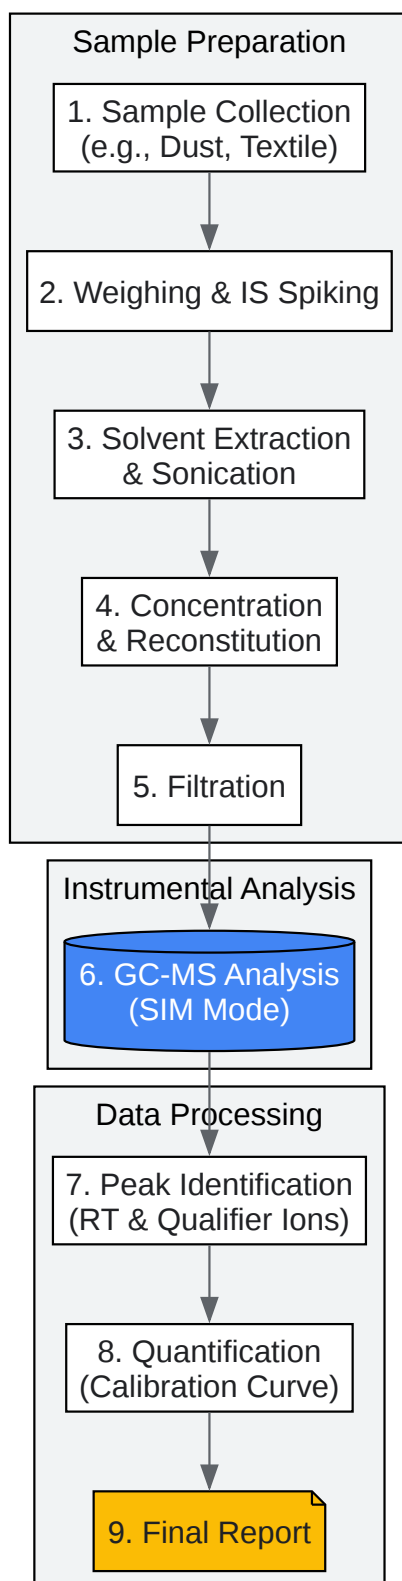 Sample Preparation
1. Sample Collection
(e.g., Dust, Textile)
2. Weighing & IS Spiking
3. Solvent Extraction
& Sonication
4. Concentration
& Reconstitution
5. Filtration
Instrumental Analysis
6. GC-MS Analysis
(SIM Mode)
Data Processing
7. Peak Identification
(RT & Qualifier Ions)
8. Quantification
(Calibration Curve)
9. Final Report